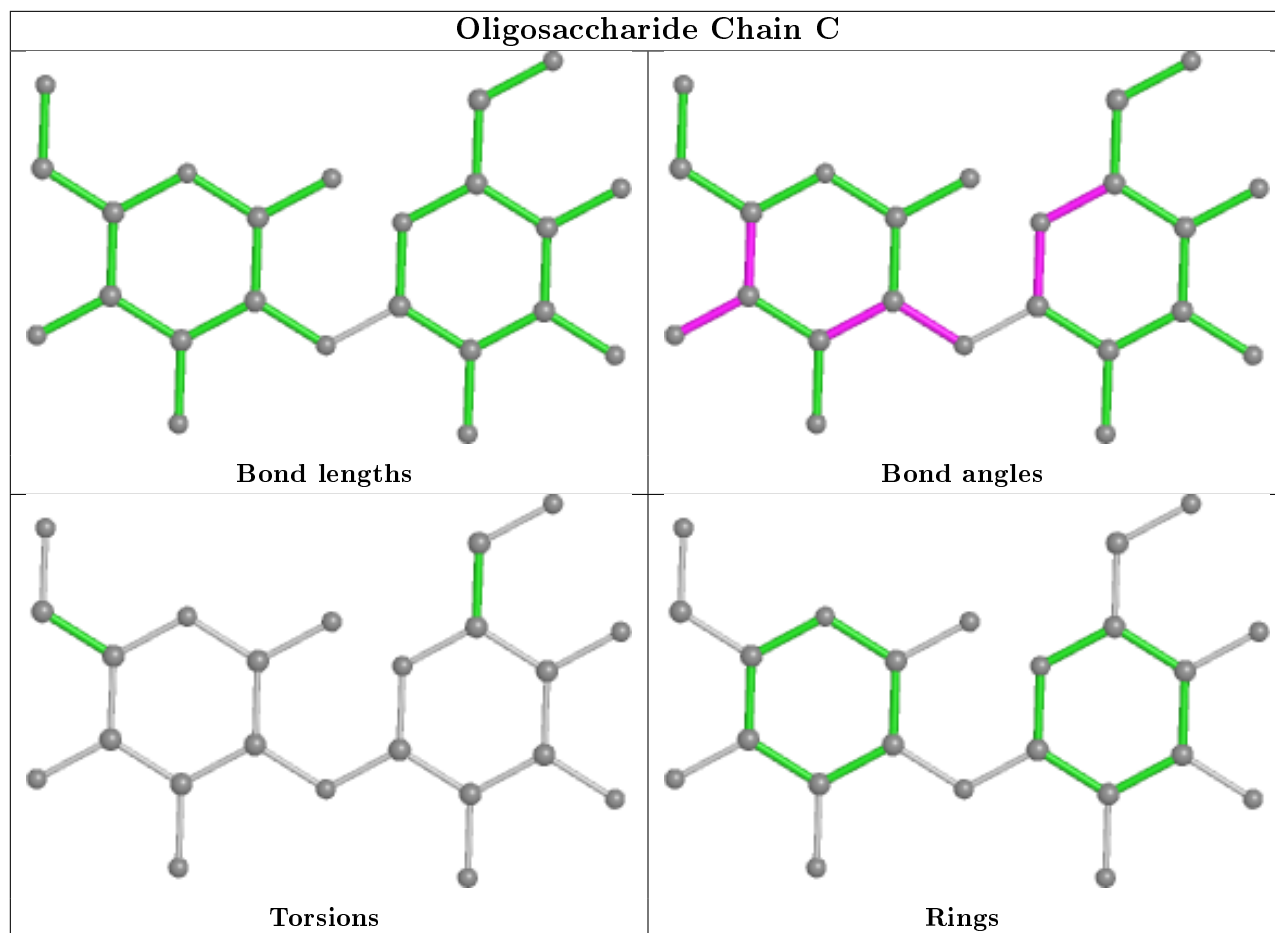 Oligosaccharide Chain C
Bond lengths
Bond angles
Torsions
Rings